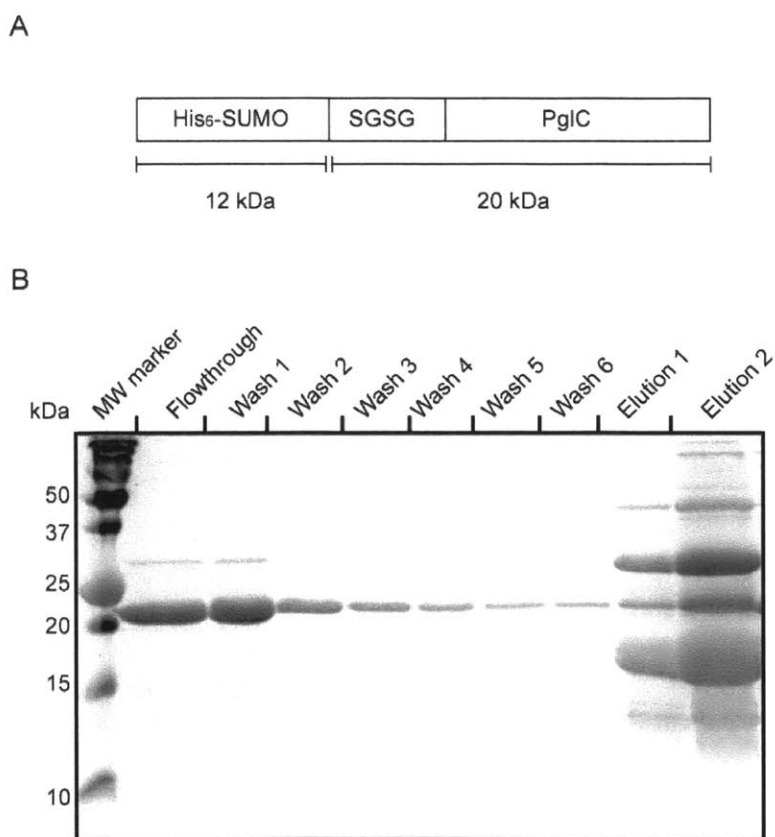 A
His6-SUMO SGSG PglC
12 kDa 20 kDa
B
kDa MW marker Flowthrough Wash 1 Wash 2 Wash 3 Wash 4 Wash 5 Wash 6 Elution 1 Elution 2
50
37
25
20
15
10